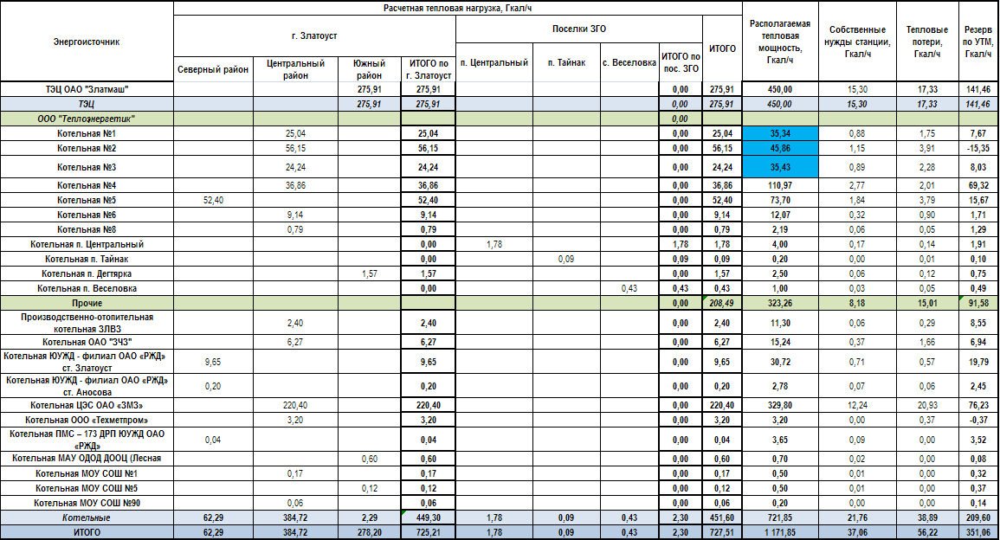 Энергоисточник Расчетная тепловая нагрузка, Гкал/ч Располагаемая тепловая мощность, Гкал/ч Собственные нужды станции, Гкал/ч Тепловые потери, Гкал/ч Резерв по УТМ, Гкал/ч
г. Златоуст Поселки ЗГО ИТОГО
Северный район Центральный район Южный район ИТОГО по г. Златоуст п. Центральный п. Тайнак с. Веселовка ИТОГО по пос. ЗГО
ТЭЦ ОАО "Златмаш" 275,91 275,91 0,00 275,91 450,00 15,30 17,33 141,46
ТЭЦ 275,91 275,91 0,00 275,91 450,00 15,30 17,33 141,46
ООО "Теплоэнергетик" 0,00
Котельная №1 25,04 25,04 0,00 25,04 35,34 0,88 1,75 7,67
Котельная №2 56,15 56,15 0,00 56,15 45,86 1,15 3,91 -15,35
Котельная №3 24,24 24,24 0,00 24,24 35,43 0,89 2,28 8,03
Котельная №4 36,86 36,86 0,00 36,86 110,97 2,77 2,01 69,32
Котельная №5 52,40 52,40 0,00 52,40 73,70 1,84 3,79 15,67
Котельная №6 9,14 9,14 0,00 9,14 12,07 0,32 0,90 1,71
Котельная №8 0,79 0,79 0,00 0,79 2,19 0,06 0,05 1,29
Котельная п. Центральный 0,00 1,78 1,78 1,78 4,00 0,17 0,14 1,91
Котельная п. Тайнак 0,00 0,09 0,09 0,09 0,20 0,00 0,01 0,10
Котельная п. Дегтярка 1,57 1,57 0,00 1,57 2,50 0,06 0,12 0,75
Котельная п. Веселовка 0,00 0,43 0,43 0,43 1,00 0,03 0,05 0,49
Прочие 0,00 208,49 323,26 8,18 15,01 91,58
Производственно-отопительная котельная ЗЛВЗ 2,40 2,40 0,00 2,40 11,30 0,06 0,29 8,55
Котельная ОАО "ЗЧЗ" 6,27 6,27 0,00 6,27 15,24 0,37 1,66 6,94
Котельная ЮУЖД - филиал ОАО «РЖД» ст. Златоуст 9,65 9,65 0,00 9,65 30,72 0,71 0,57 19,79
Котельная ЮУЖД - филиал ОАО «РЖД» ст. Аносова 0,20 0,20 0,00 0,20 2,78 0,07 0,06 2,45
Котельная ЦЭС ОАО «ЗМЗ» 220,40 220,40 0,00 220,40 329,80 12,24 20,93 76,23
Котельная ООО «Техметпром» 3,20 3,20 0,00 3,20 3,20 0,00 0,37 -0,37
Котельная ПМС – 173 ДРП ЮУЖД ОАО «РЖД» 0,04 0,04 0,00 0,04 3,65 0,09 0,00 3,52
Котельная МАУ ОДОД ДООЦ (Лесная 0,60 0,60 0,00 0,60 0,70 0,02 0,00 0,08
Котельная МОУ СОШ №1 0,17 0,17 0,00 0,17 0,50 0,01 0,00 0,32
Котельная МОУ СОШ №5 0,12 0,12 0,00 0,12 0,50 0,01 0,00 0,37
Котельная МОУ СОШ №90 0,06 0,06 0,00 0,06 0,20 0,00 0,00 0,14
Котельные 62,29 384,72 2,29 449,30 1,78 0,09 0,43 2,30 451,60 721,85 21,76 38,89 209,60
ИТОГО 62,29 384,72 278,20 725,21 1,78 0,09 0,43 2,30 727,51 1 171,85 37,06 56,22 351,06